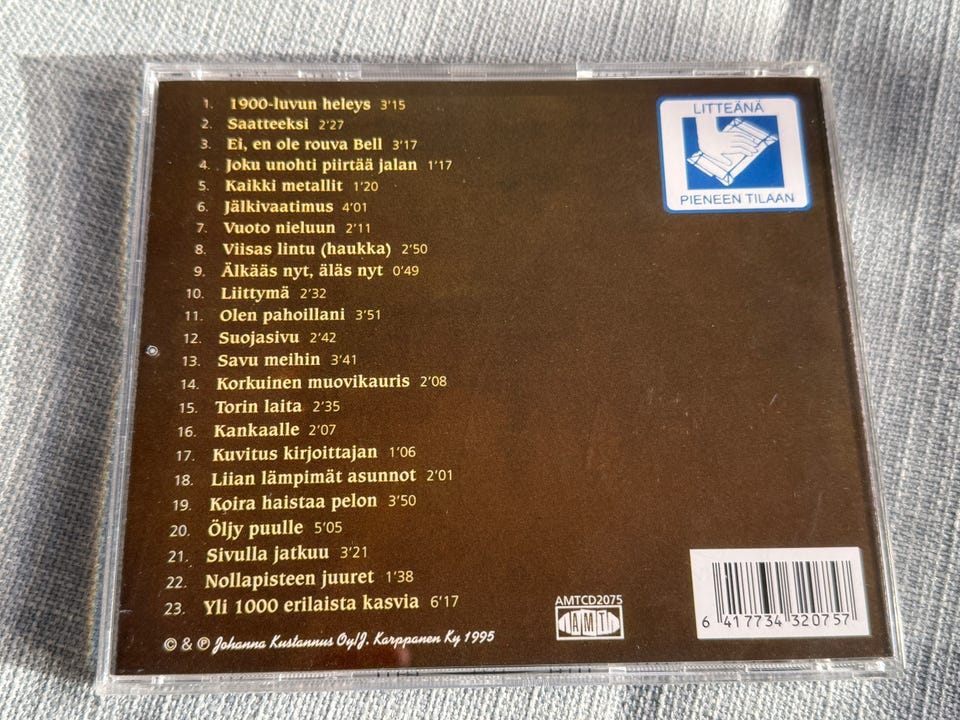 1. 1900-luvun heleys 3'15
2. Saatteeksi 2'27
3. Ei, en ole rouva Bell 3'17
4. Joku unohti piirtää jalan 1'17
5. Kaikki metallit 1'20
6. Jälkivaatimus 4'01
7. Vuoto nieluun 2'11
8. Viisas lintu (haukka) 2'50
9. Älkääs nyt, äläs nyt 0'49
10. Liittymä 2'32
11. Olen pahoillani 3'51
12. Suojasivu 2'42
13. Savu meihin 3'41
14. Korkuinen muovikauris 2'08
15. Torin laita 2'35
16. Kankaalle 2'07
17. Kuvitus kirjoittajan 1'06
18. Liian lämpimät asunnot 2'01
19. Koira haistaa pelon 3'50
20. Öljy puulle 5'05
21. Sivulla jatkuu 3'21
22. Nollapisteen juuret 1'38
23. Yli 1000 erilaista kasvia 6'17
© & ℗ Johanna Kustannus Oy/J. Karppanen Ky 1995
LITTEÄNÄ
PIENEEN TILAAN
AMTCD2075
AMT
6 417734 320757